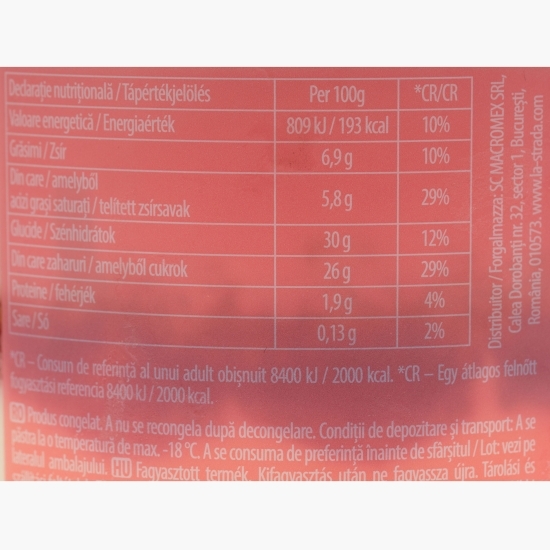 Declarație nutrițională / Tápértékjelölés Per 100g *CR/CR
Valoare energetică / Energiaérték 809 kJ / 193 kcal 10%
Grăsimi / Zsír 6,9 g 10%
Din care / amelyből
acizi grași saturați / telített zsírsavak 5,8 g 29%
Glucide / Szénhidrátok 30 g 12%
Din care zaharuri / amelyből cukrok 26 g 29%
Proteine / fehérjék 1,9 g 4%
Sare / Só 0,13 g 2%
*CR – Consum de referință al unui adult obișnuit 8400 kJ / 2000 kcal. *CR – Egy átlagos felnőtt
fogyasztási referencia 8400 kJ / 2000 kcal.
RO Produs congelat. A nu se recongela după decongelare. Condiții de depozitare și transport: A se
păstra la o temperatură de max. -18 °C. A se consuma de preferință înainte de sfârșitul / Lot: vezi pe
lateralul ambalajului. HU Fagyasztott termék. Kifagyasztás után ne fagyassza újra. Tárolási és
Distribuitor / Forgalmazza: SC MACROMEX SRL,
Calea Dorobanți nr. 32, sector 1, București,
România, 010573. www.la-strada.com